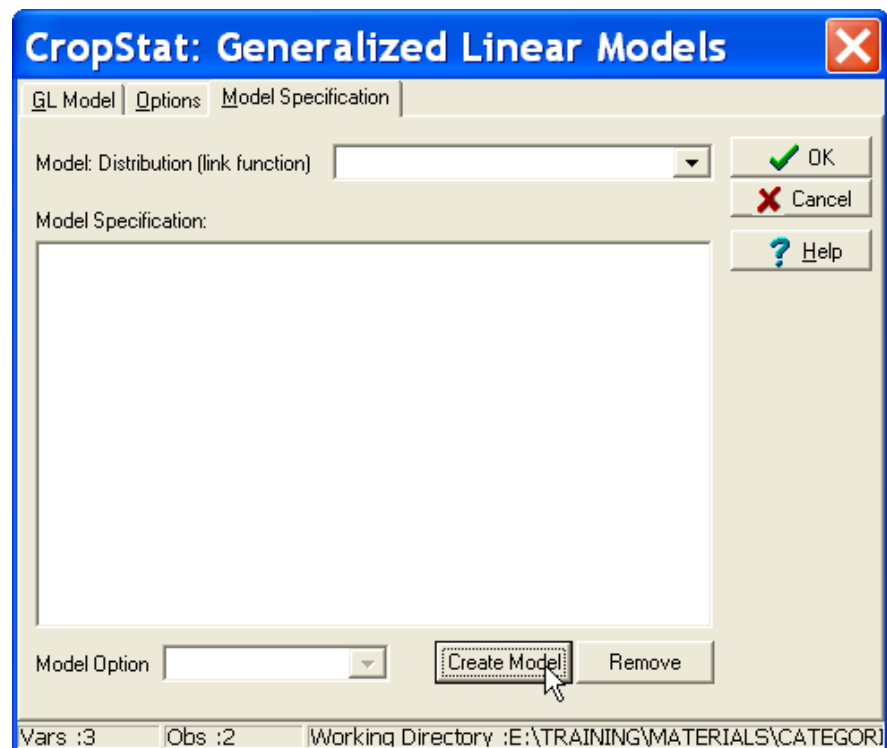 CropStat: Generalized Linear Models
GL Model Options Model Specification
Model: Distribution (link function)
OK
Cancel
Model Specification:
Help
Model Option
Create Model
Remove
Vars :3 Obs :2 Working Directory :E:\TRAINING\MATERIALS\CATEGORI